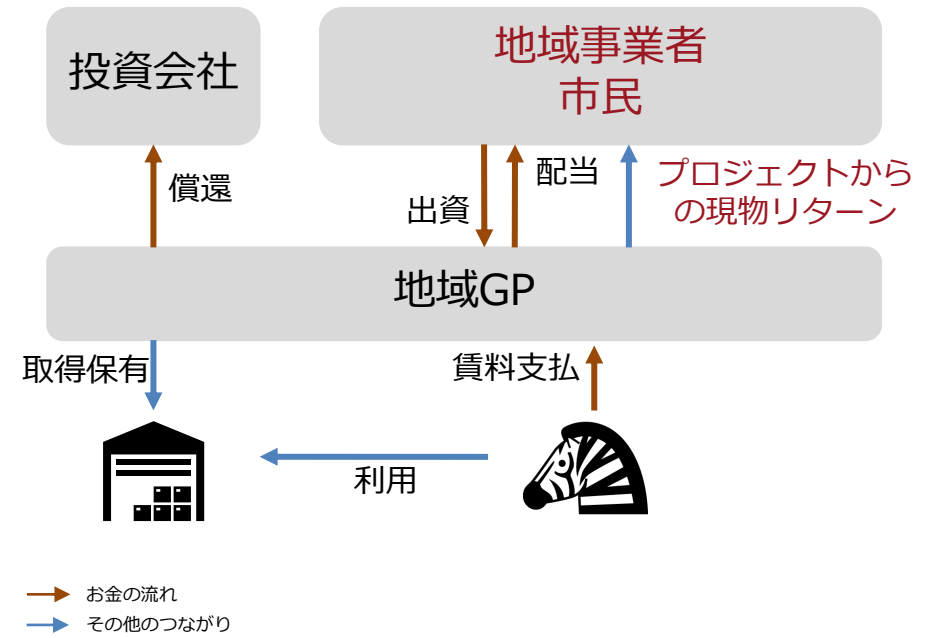 投資会社
地域事業者
市民
償還
出資
配当
プロジェクトから
の現物リターン
地域GP
取得保有
賃料支払
利用
お金の流れ
その他のつながり